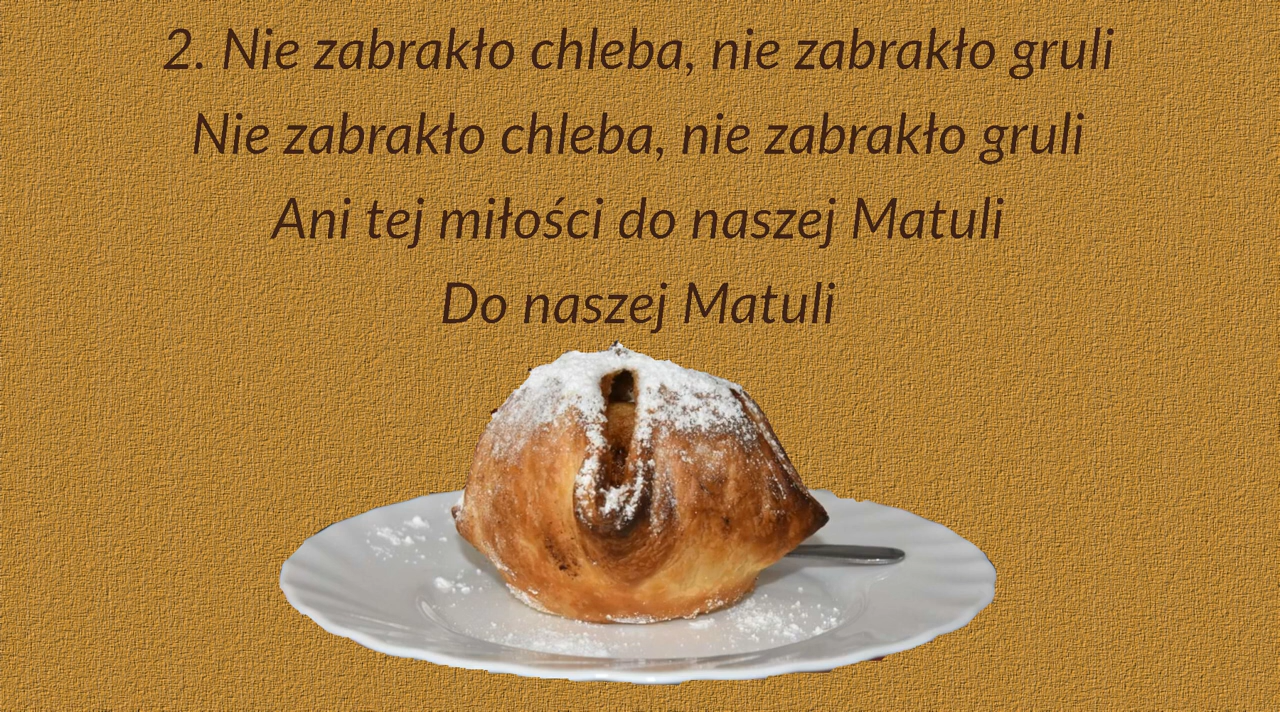 2. Nie zabrakło chleba, nie zabrakło gruli
Nie zabrakło chleba, nie zabrakło gruli
Ani tej miłości do naszej Matuli
Do naszej Matuli